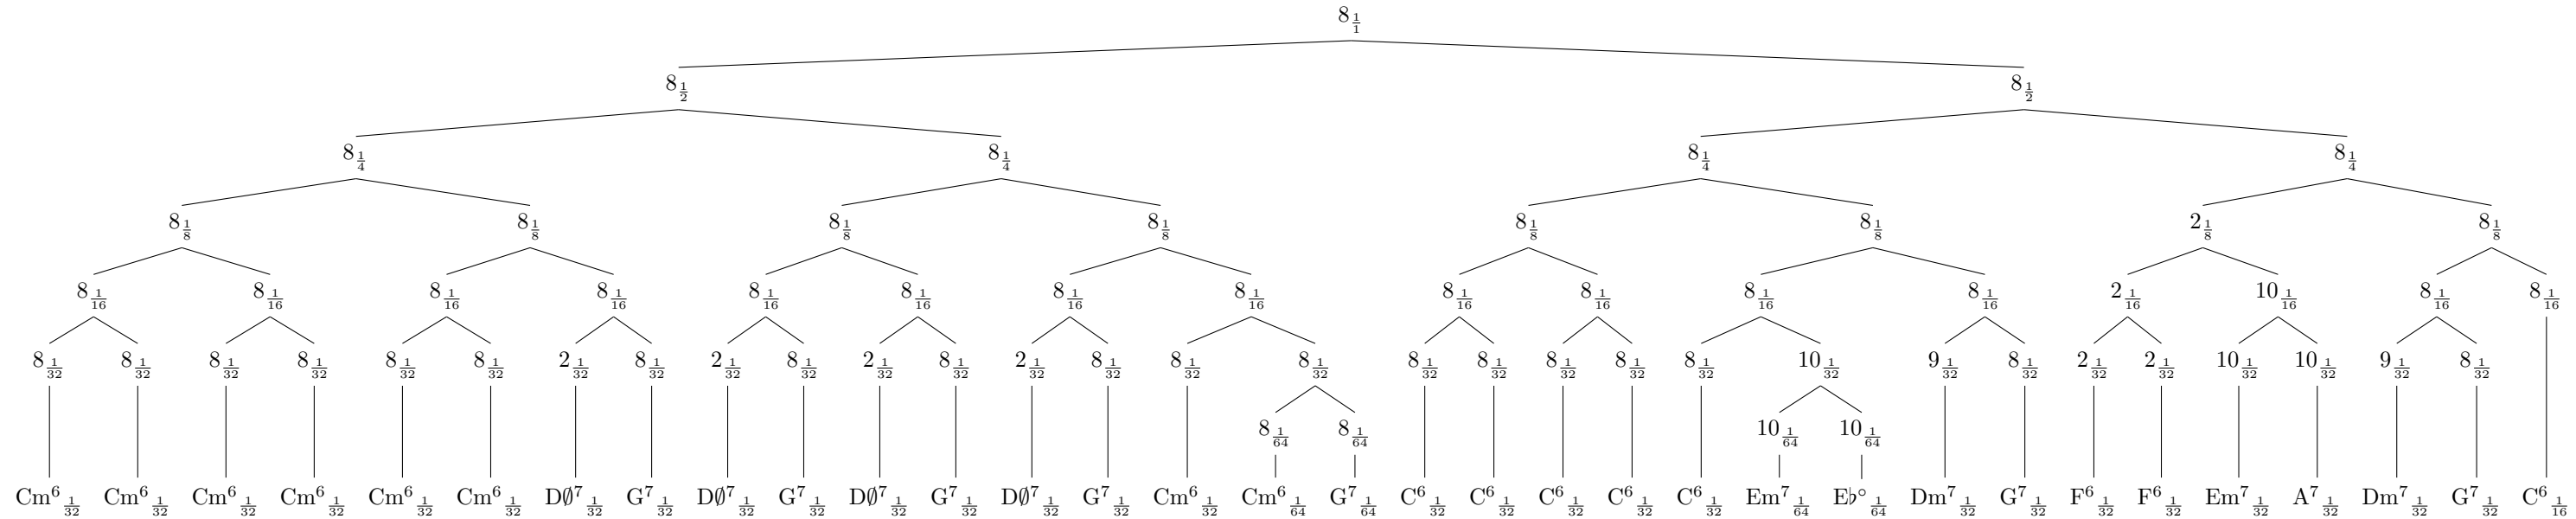 8 1/1
8 1/2 8 1/2
8 1/4 8 1/4 8 1/4 8 1/4
8 1/8 8 1/8 8 1/8 8 1/8 8 1/8 8 1/8 2 1/8 8 1/8
8 1/16 8 1/16 8 1/16 8 1/16 8 1/16 8 1/16 8 1/16 8 1/16 8 1/16 8 1/16 8 1/16 8 1/16 2 1/16 10 1/16 8 1/16 8 1/16
8 1/32 8 1/32 8 1/32 8 1/32 8 1/32 8 1/32 2 1/32 8 1/32 2 1/32 8 1/32 2 1/32 8 1/32 2 1/32 8 1/32 8 1/32 8 1/32 8 1/32 8 1/32 8 1/32 8 1/32 8 1/32 10 1/32 9 1/32 8 1/32 2 1/32 2 1/32 10 1/32 10 1/32 9 1/32 8 1/32
8 1/64 8 1/64 10 1/64 10 1/64
Cm⁶ 1/32 Cm⁶ 1/32 Cm⁶ 1/32 Cm⁶ 1/32 Cm⁶ 1/32 Cm⁶ 1/32 D∅⁷ 1/32 G⁷ 1/32 D∅⁷ 1/32 G⁷ 1/32 D∅⁷ 1/32 G⁷ 1/32 D∅⁷ 1/32 G⁷ 1/32 Cm⁶ 1/32 Cm⁶ 1/64 G⁷ 1/64 C⁶ 1/32 C⁶ 1/32 C⁶ 1/32 C⁶ 1/32 C⁶ 1/32 Em⁷ 1/64 E♭° 1/64 Dm⁷ 1/32 G⁷ 1/32 F⁶ 1/32 F⁶ 1/32 Em⁷ 1/32 A⁷ 1/32 Dm⁷ 1/32 G⁷ 1/32 C⁶ 1/16